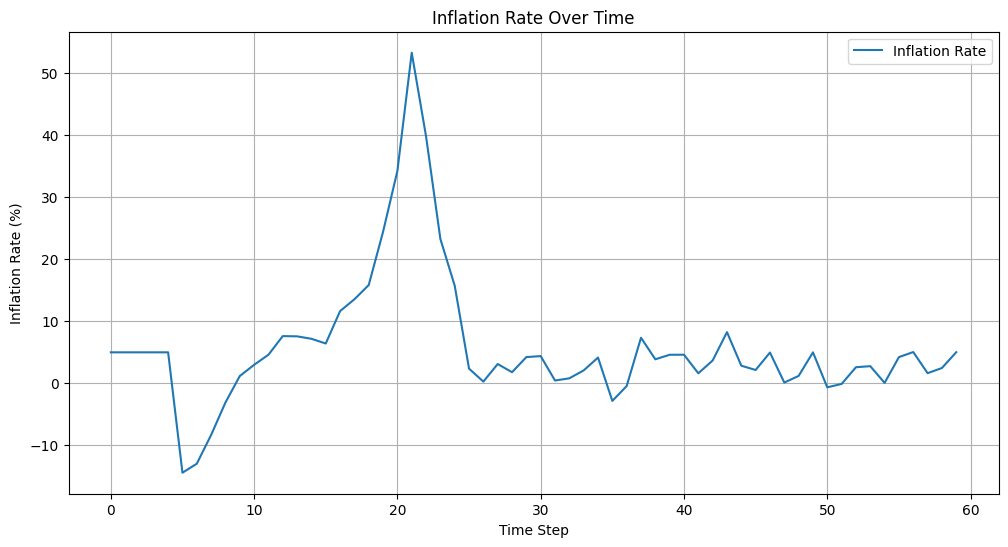 Inflation Rate Over Time
Inflation Rate
50
40
30
20
10
0
−10
Inflation Rate (%)
0 10 20 30 40 50 60
Time Step